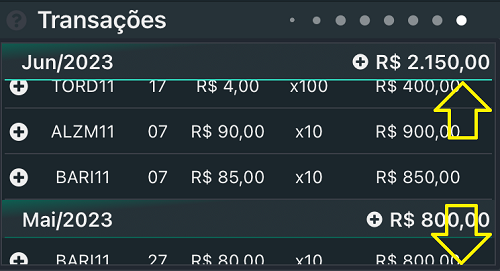 Transações
Jun/2023 R$ 2.150,00
TORD11 17 R$ 4,00 x100 R$ 400,00
ALZM11 07 R$ 90,00 x10 R$ 900,00
BARI11 07 R$ 85,00 x10 R$ 850,00
Mai/2023 R$ 800,00
BARI11 27 R$ 80,00 x10 R$ 800,00